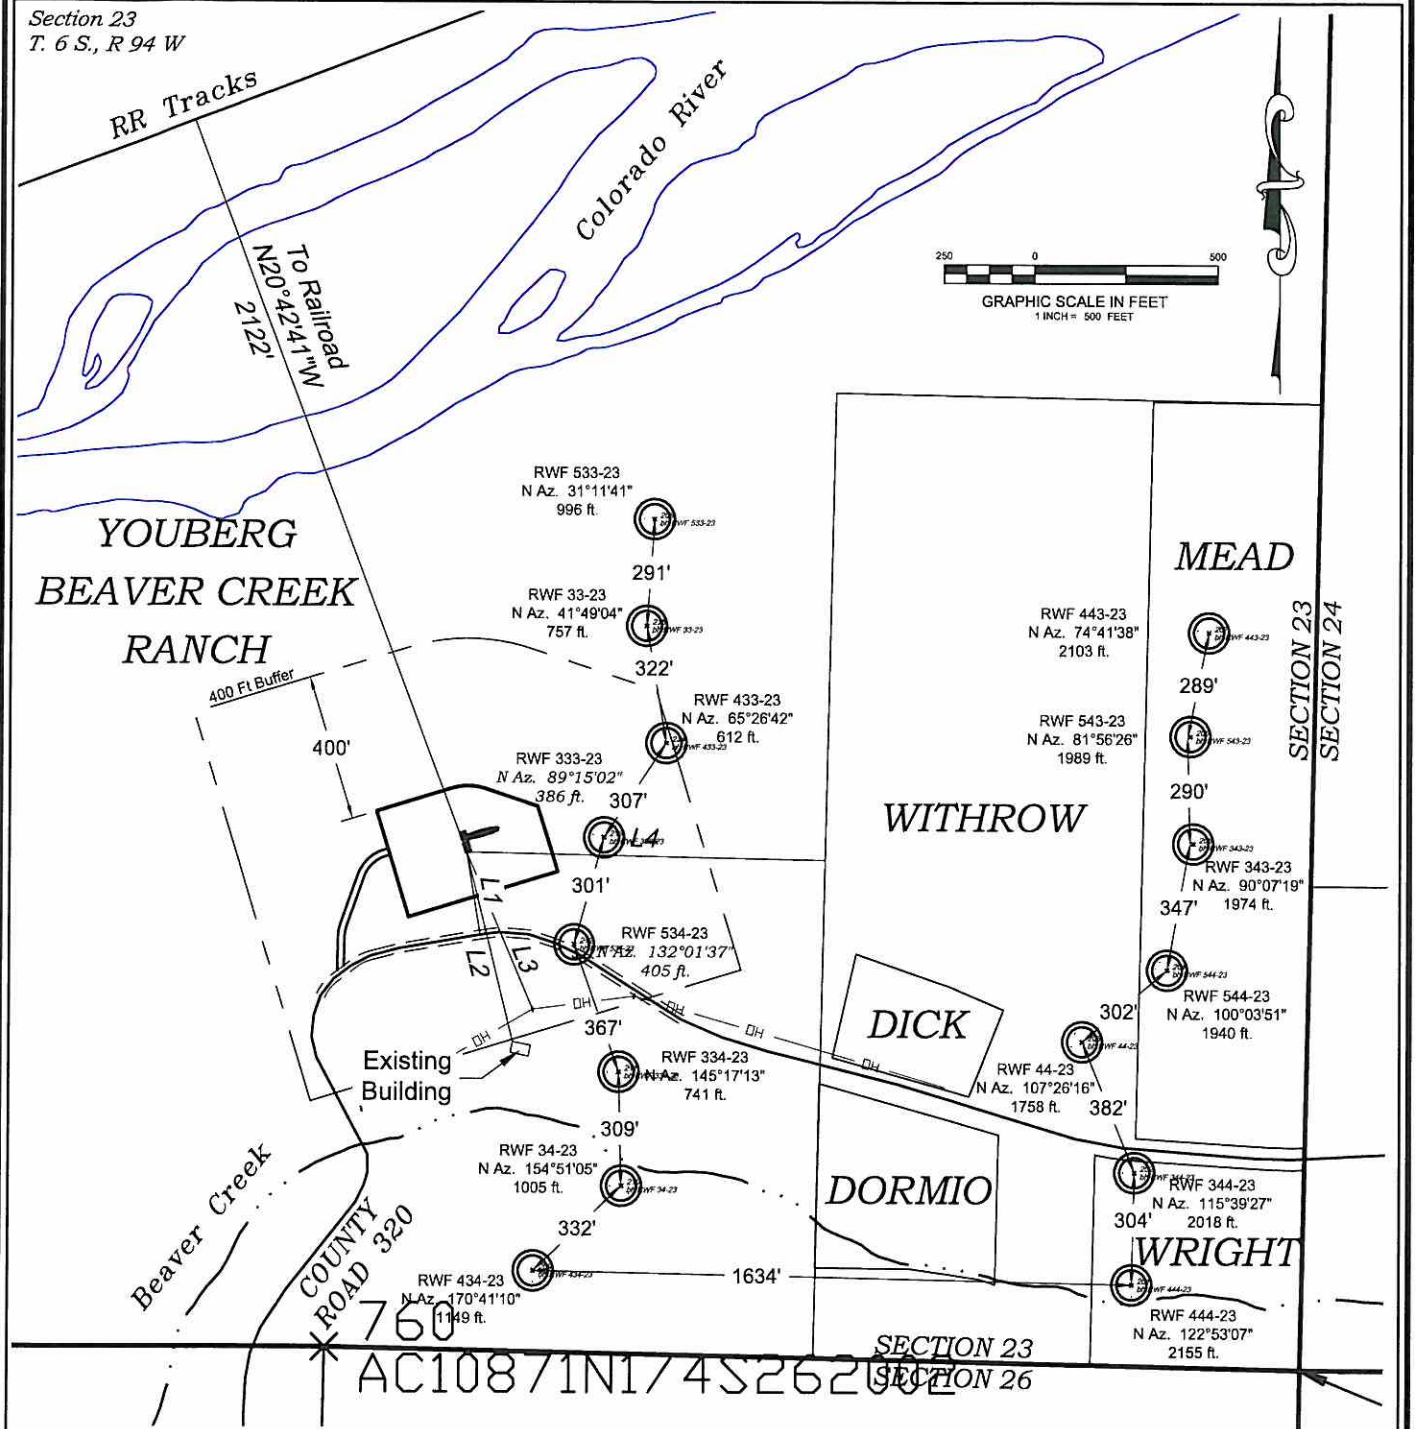 Section 23
T. 6 S., R 94 W
RR Tracks
Colorado River
To Railroad
N20°42'41"W
2122'
250 0 500
GRAPHIC SCALE IN FEET
1 INCH = 500 FEET
YOUBERG
BEAVER CREEK
RANCH
RWF 533-23
N Az. 31°11'41"
996 ft.
291'
RWF 33-23
N Az. 41°49'04"
757 ft.
322'
400 Ft Buffer
400'
RWF 433-23
N Az. 65°26'42"
612 ft.
RWF 333-23
N Az. 89°15'02"
386 ft.
307'
L4
301'
L1
L2
L3
RWF 534-23
N Az. 132°01'37"
405 ft.
OH
OH
OH
OH
OH
367'
Existing
Building
RWF 334-23
N Az. 145°17'13"
741 ft.
309'
RWF 34-23
N Az. 154°51'05"
1005 ft.
332'
RWF 434-23
N Az. 170°41'10"
1149 ft.
1634'
Beaver Creek
COUNTY
ROAD 320
760
MEAD
SECTION 23
SECTION 24
RWF 443-23
N Az. 74°41'38"
2103 ft.
289'
RWF 543-23
N Az. 81°56'26"
1989 ft.
290'
WITHROW
RWF 343-23
N Az. 90°07'19"
1974 ft.
347'
RWF 544-23
N Az. 100°03'51"
1940 ft.
302'
DICK
RWF 44-23
N Az. 107°26'16"
1758 ft.
382'
DORMIO
RWF 344-23
N Az. 115°39'27"
2018 ft.
304'
WRIGHT
RWF 444-23
N Az. 122°53'07"
2155 ft.
SECTION 23
SECTION 26